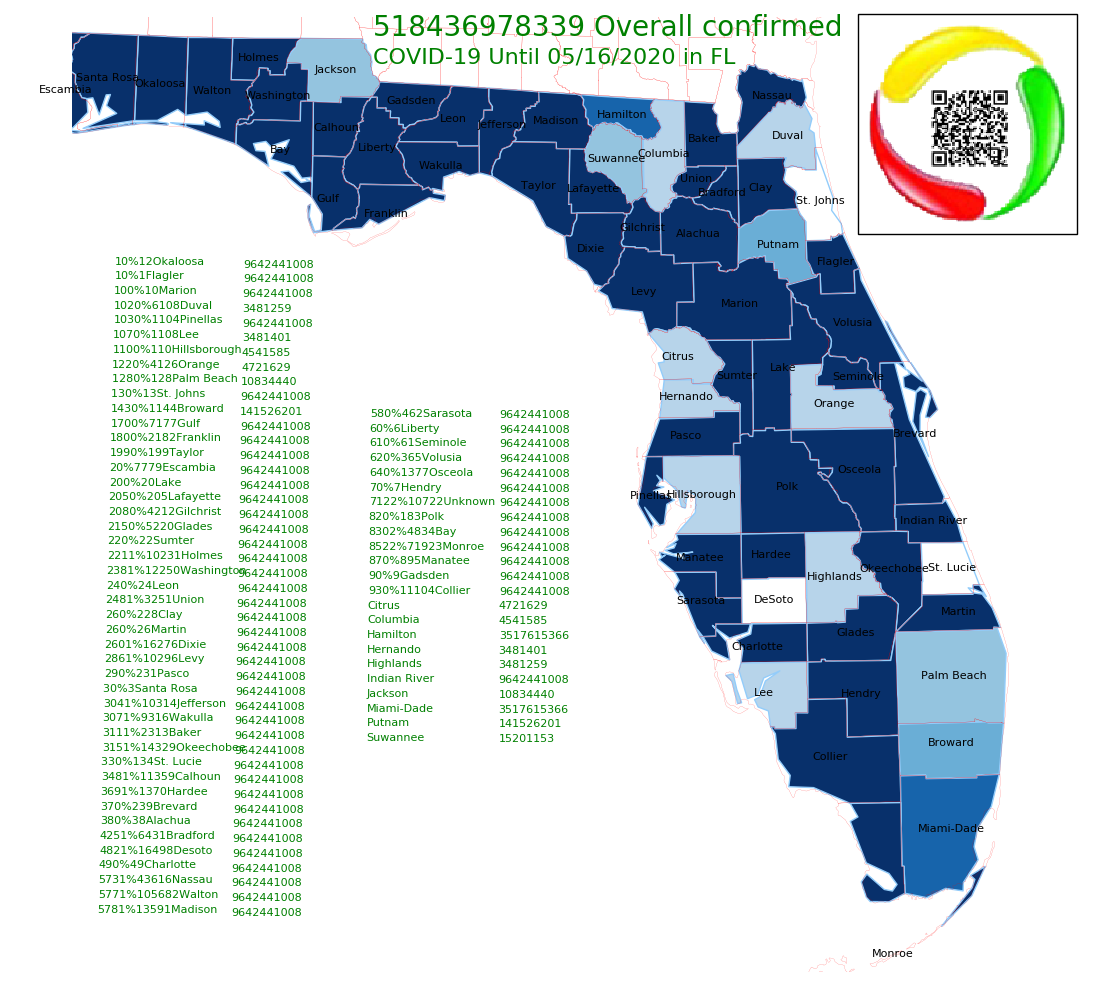 518436978339 Overall confirmed
COVID-19 Until 05/16/2020 in FL
Holmes
Jackson
Santa Rosa
Okaloosa
Escambia
Walton
Washington
Gadsden
Nassau
Leon
Jefferson
Madison
Hamilton
Calhoun
Duval
Baker
Bay
Liberty
Columbia
Suwannee
Wakulla
Union
Taylor
Lafayette
Bradford
Clay
Gulf
St. Johns
Franklin
Gilchrist
Alachua
Dixie
Putnam
Flagler
Levy
Marion
Volusia
Citrus
Lake
Sumter
Seminole
Hernando
Orange
Pasco
Brevard
Osceola
Polk
Pinellas
Hillsborough
Indian River
Manatee
Hardee
Highlands
Okeechobee
St. Lucie
Sarasota
DeSoto
Martin
Glades
Charlotte
Palm Beach
Lee
Hendry
Broward
Collier
Miami-Dade
Monroe
10%12Okaloosa 9642441008
10%1Flagler 9642441008
100%10Marion 9642441008
1020%6108Duval 3481259
1030%1104Pinellas 9642441008
1070%1108Lee 3481401
1100%110Hillsborough 4541585
1220%4126Orange 4721629
1280%128Palm Beach 10834440
130%13St. Johns 9642441008
1430%1144Broward 141526201
1700%7177Gulf 9642441008
1800%2182Franklin 9642441008
1990%199Taylor 9642441008
20%7779Escambia 9642441008
200%20Lake 9642441008
2050%205Lafayette 9642441008
2080%4212Gilchrist 9642441008
2150%5220Glades 9642441008
220%22Sumter 9642441008
2211%10231Holmes 9642441008
2381%12250Washington 9642441008
240%24Leon 9642441008
2481%3251Union 9642441008
260%228Clay 9642441008
260%26Martin 9642441008
2601%16276Dixie 9642441008
2861%10296Levy 9642441008
290%231Pasco 9642441008
30%3Santa Rosa 9642441008
3041%10314Jefferson 9642441008
3071%9316Wakulla 9642441008
3111%2313Baker 9642441008
3151%14329Okeechobee 9642441008
330%134St. Lucie 9642441008
3481%11359Calhoun 9642441008
3691%1370Hardee 9642441008
370%239Brevard 9642441008
380%38Alachua 9642441008
4251%6431Bradford 9642441008
4821%16498Desoto 9642441008
490%49Charlotte 9642441008
5731%43616Nassau 9642441008
5771%105682Walton 9642441008
5781%13591Madison 9642441008
580%462Sarasota 9642441008
60%6Liberty 9642441008
610%61Seminole 9642441008
620%365Volusia 9642441008
640%1377Osceola 9642441008
70%7Hendry 9642441008
7122%10722Unknown 9642441008
820%183Polk 9642441008
8302%4834Bay 9642441008
8522%71923Monroe 9642441008
870%895Manatee 9642441008
90%9Gadsden 9642441008
930%11104Collier 9642441008
Citrus 4721629
Columbia 4541585
Hamilton 3517615366
Hernando 3481401
Highlands 3481259
Indian River 9642441008
Jackson 10834440
Miami-Dade 3517615366
Putnam 141526201
Suwannee 15201153